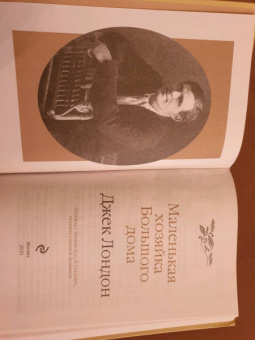 Джек Лондон
Маленькая
хозяйка
Большого
дома
Москва